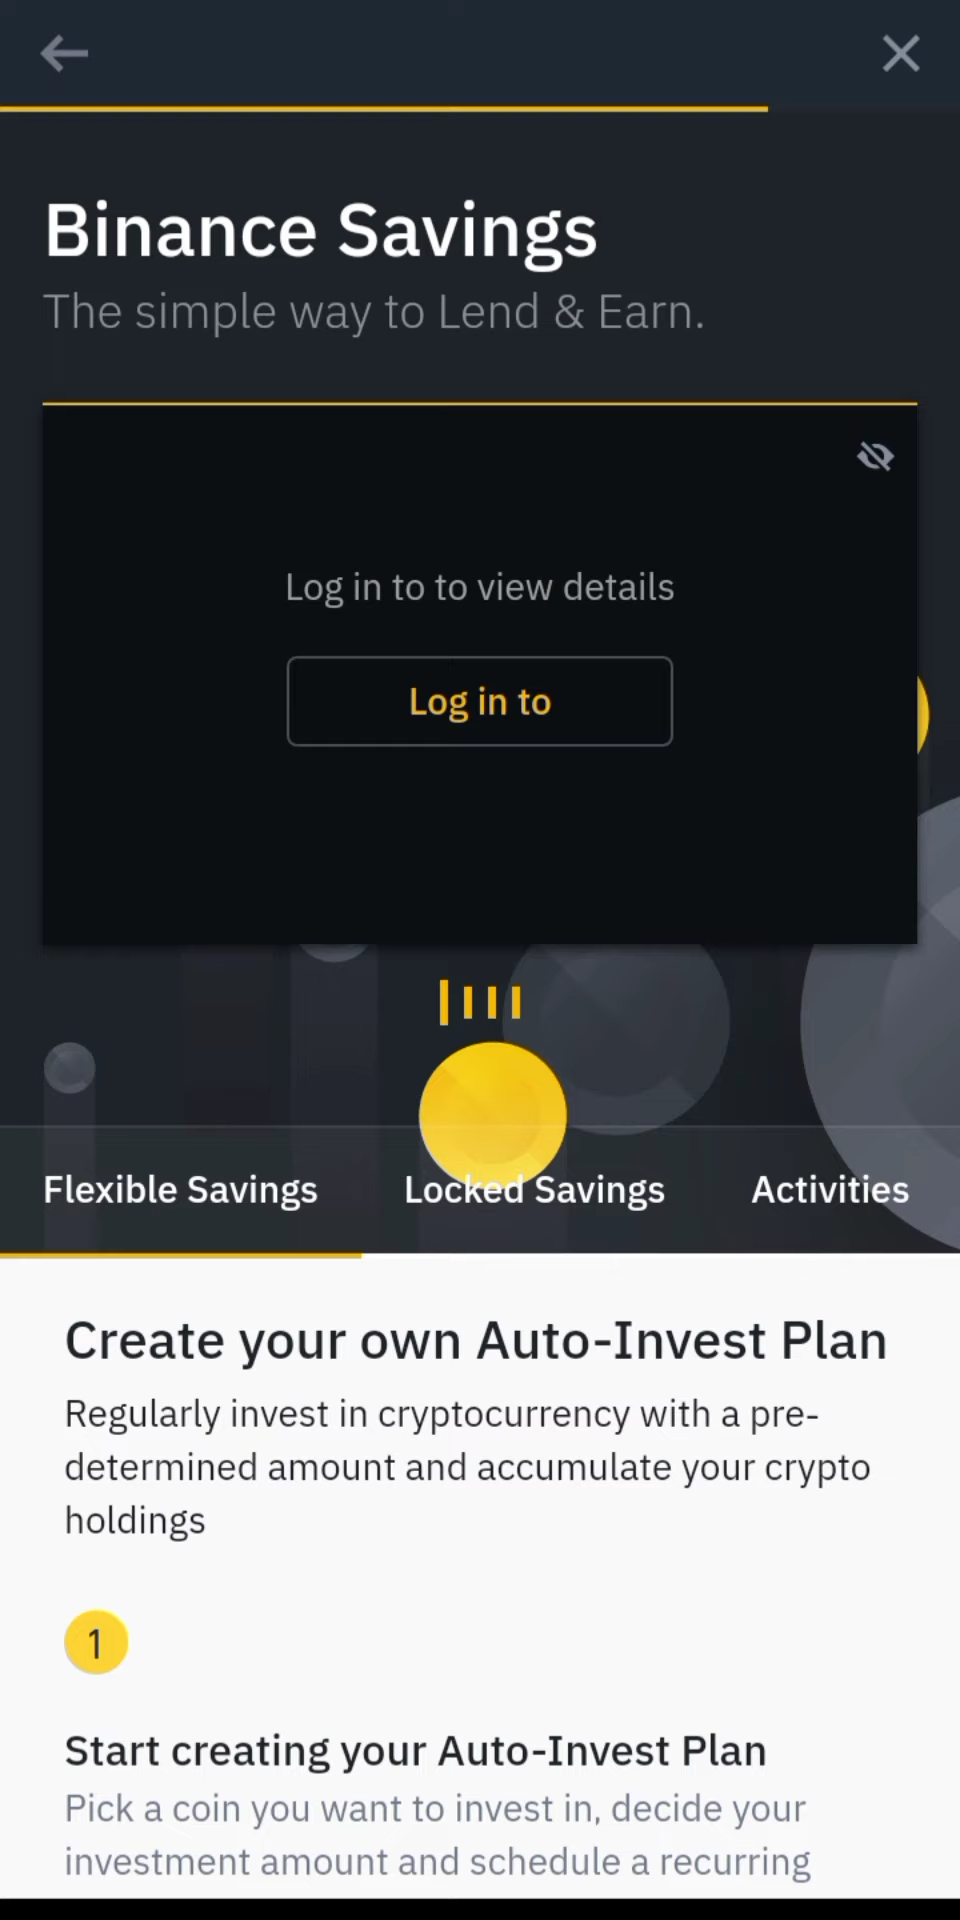 Binance Savings
The simple way to Lend & Earn.
Log in to to view details
Log in to
Flexible Savings
Locked Savings
Activities
Create your own Auto-Invest Plan
Regularly invest in cryptocurrency with a pre-
determined amount and accumulate your crypto
holdings
1
Start creating your Auto-Invest Plan
Pick a coin you want to invest in, decide your
investment amount and schedule a recurring